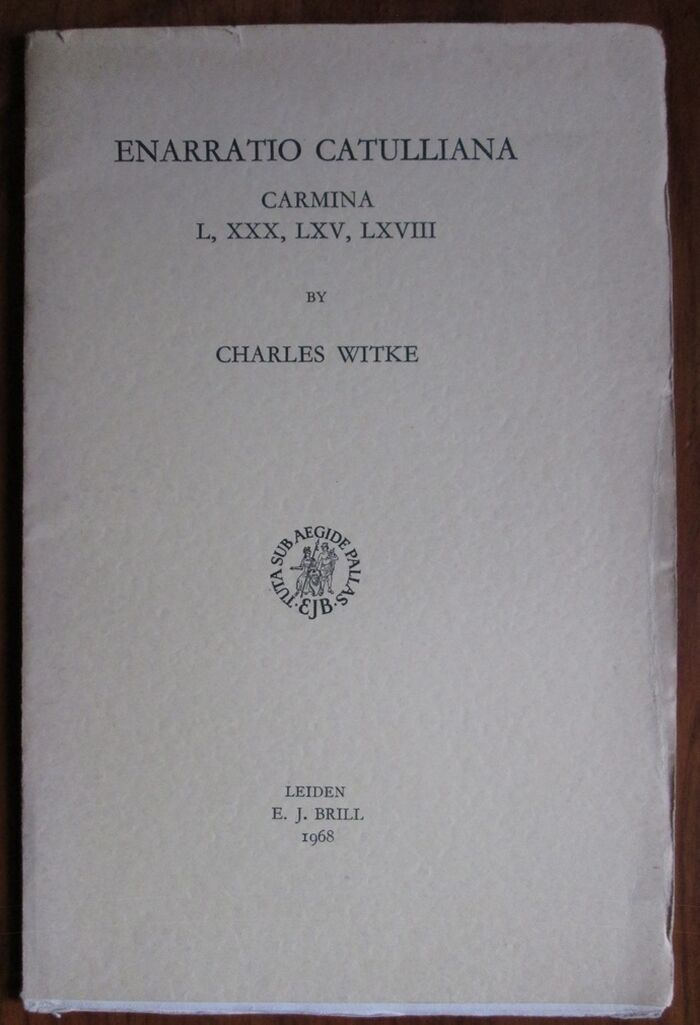 ENARRATIO CATULLIANA
CARMINA
L, XXX, LXV, LXVIII
BY
CHARLES WITKE
TUTA SUB AEGIDE PALLAS
· EJB ·
LEIDEN
E. J. BRILL
1968